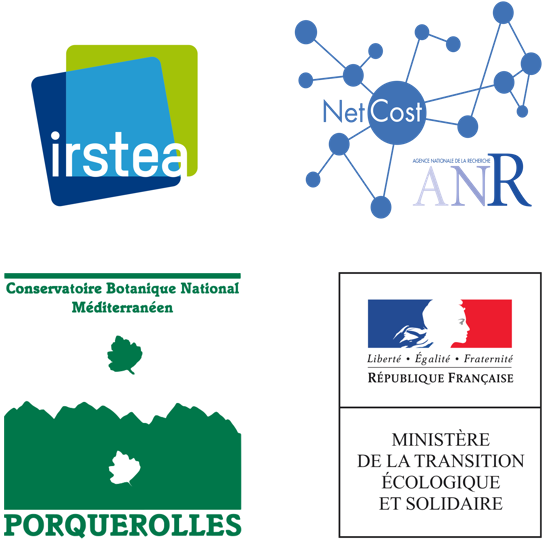 irstea
NetCost
AGENCE NATIONALE DE LA RECHERCHE
ANR
Conservatoire Botanique National
Méditerranéen
PORQUEROLLES
Liberté • Égalité • Fraternité
RÉPUBLIQUE FRANÇAISE
MINISTÈRE
DE LA TRANSITION
ÉCOLOGIQUE
ET SOLIDAIRE